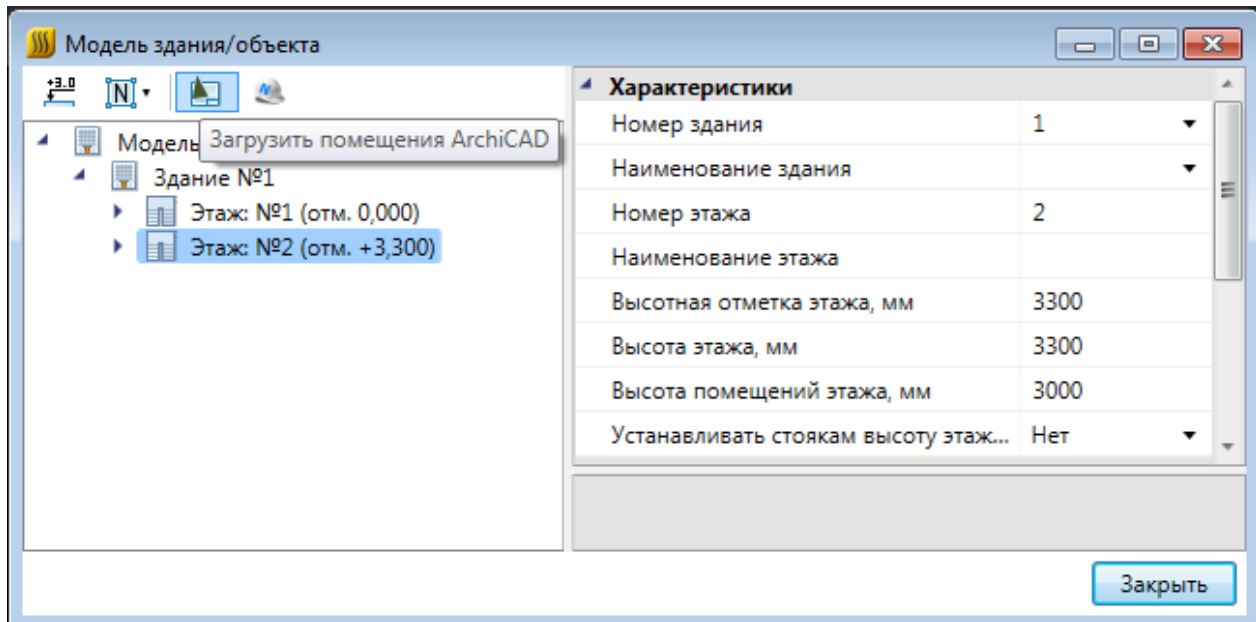 Модель здания/объекта
+3.0
N
N
Загрузить помещения ArchiCAD
Модель
Здание №1
Этаж: №1 (отм. 0,000)
Этаж: №2 (отм. +3,300)
Характеристики
Номер здания 1
Наименование здания
Номер этажа 2
Наименование этажа
Высотная отметка этажа, мм 3300
Высота этажа, мм 3300
Высота помещений этажа, мм 3000
Устанавливать стоякам высоту этаж... Нет
Закрыть